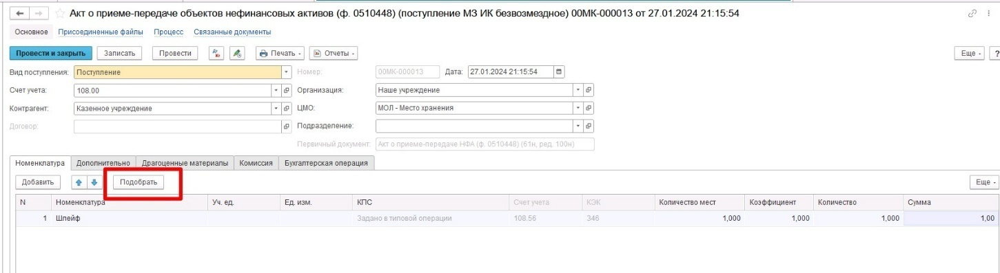 Акт о приеме-передаче объектов нефинансовых активов (ф. 0510448) (поступление МЗ ИК безвозмездное) 00МК-000013 от 27.01.2024 21:15:54
Основное Присоединенные файлы Процесс Связанные документы
Провести и закрыть Записать Провести Дт Кт Печать Отчеты Еще ?
Вид поступления: Поступление Номер: 00МК-000013 Дата: 27.01.2024 21:15:54
Счет учета: 108.00 Организация: Наше учреждение
Контрагент: Казенное учреждение ЦМО: МОЛ - Место хранения
Договор: Подразделение:
Первичный документ: Акт о приеме-передаче НФА (ф. 0510448) (61н, ред. 100н)
Номенклатура Дополнительно Драгоценные материалы Комиссия Бухгалтерская операция
Добавить Подобрать Еще
N Номенклатура Уч. ед. Ед. изм. КПС Счет учета КЭК Количество мест Коэффициент Количество Сумма
1 Шлейф Задано в типовой операции 108.56 346 1,000 1,000 1,000 1,00